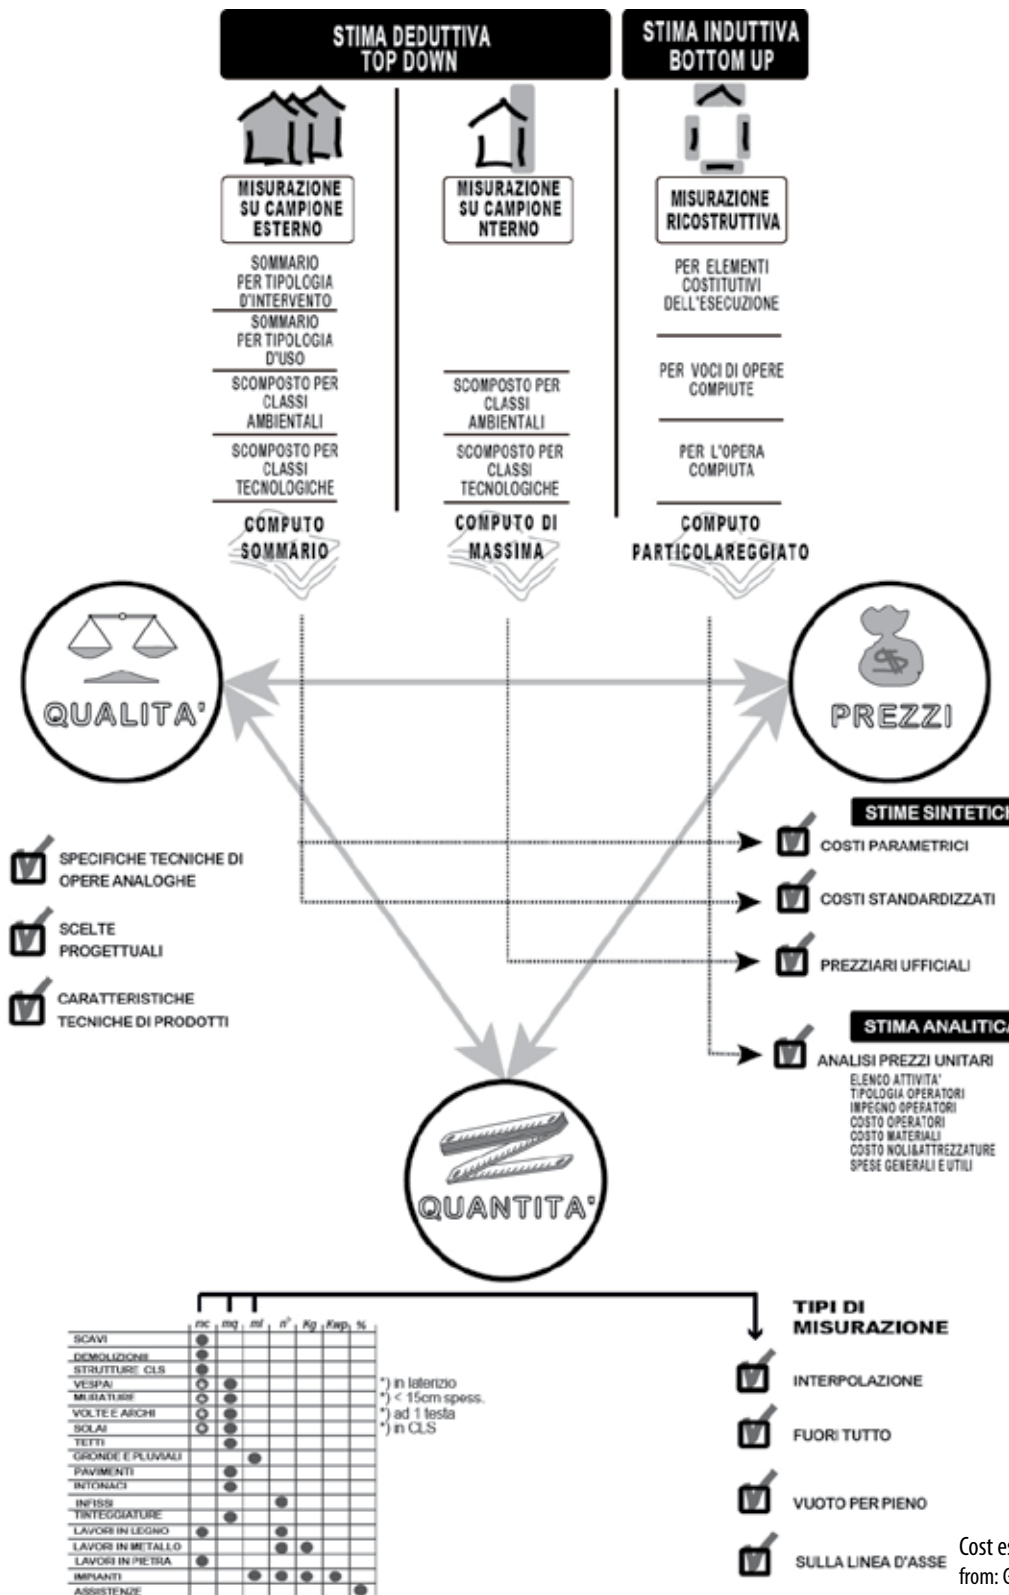 STIMA DEDUTTIVA
TOP DOWN
STIMA INDUTTIVA
BOTTOM UP
MISURAZIONE
SU CAMPIONE
ESTERNO
MISURAZIONE
SU CAMPIONE
NTERNO
MISURAZIONE
RICOSTRUTTIVA
SOMMARIO
PER TIPOLOGIA
D'INTERVENTO
SOMMARIO
PER TIPOLOGIA
D'USO
SCOMPOSTO PER
CLASSI
AMBIENTALI
SCOMPOSTO PER
CLASSI
TECNOLOGICHE
COMPUTO
SOMMARIO
SCOMPOSTO PER
CLASSI
AMBIENTALI
SCOMPOSTO PER
CLASSI
TECNOLOGICHE
COMPUTO DI
MASSIMA
PER ELEMENTI
COSTITUTIVI
DELL'ESECUZIONE
PER VOCI DI OPERE
COMPIUTE
PER L'OPERA
COMPIUTA
COMPUTO
PARTICOLAREGGIATO
QUALITA'
PREZZI
SPECIFICHE TECNICHE DI
OPERE ANALOGHE
SCELTE
PROGETTUALI
CARATTERISTICHE
TECNICHE DI PRODOTTI
STIME SINTETICH
COSTI PARAMETRICI
COSTI STANDARDIZZATI
PREZZIARI UFFICIALI
STIMA ANALITICA
ANALISI PREZZI UNITARI
ELENCO ATTIVITA'
TIPOLOGIA OPERATORI
IMPEGNO OPERATORI
COSTO OPERATORI
COSTO MATERIALI
COSTO NOLI&ATTREZZATURE
SPESE GENERALI E UTILI
QUANTITA'
mc mq ml n° Kg Kwp %
SCAVI
DEMOLIZIONII
STRUTTURE CLS
VESPAI *) in laterizio
MURATURE *) < 15cm spess.
VOLTE E ARCHI *) ad 1 testa
SOLAI *) in CLS
TETTI
GRONDE E PLUVIALI
PAVIMENTI
INTONACI
INFISSI
TINTEGGIATURE
LAVORI IN LEGNO
LAVORI IN METALLO
LAVORI IN PIETRA
IMPIANTI
ASSISTENZE
TIPI DI
MISURAZIONE
INTERPOLAZIONE
FUORI TUTTO
VUOTO PER PIENO
SULLA LINEA D'ASSE
Cost es
from: G